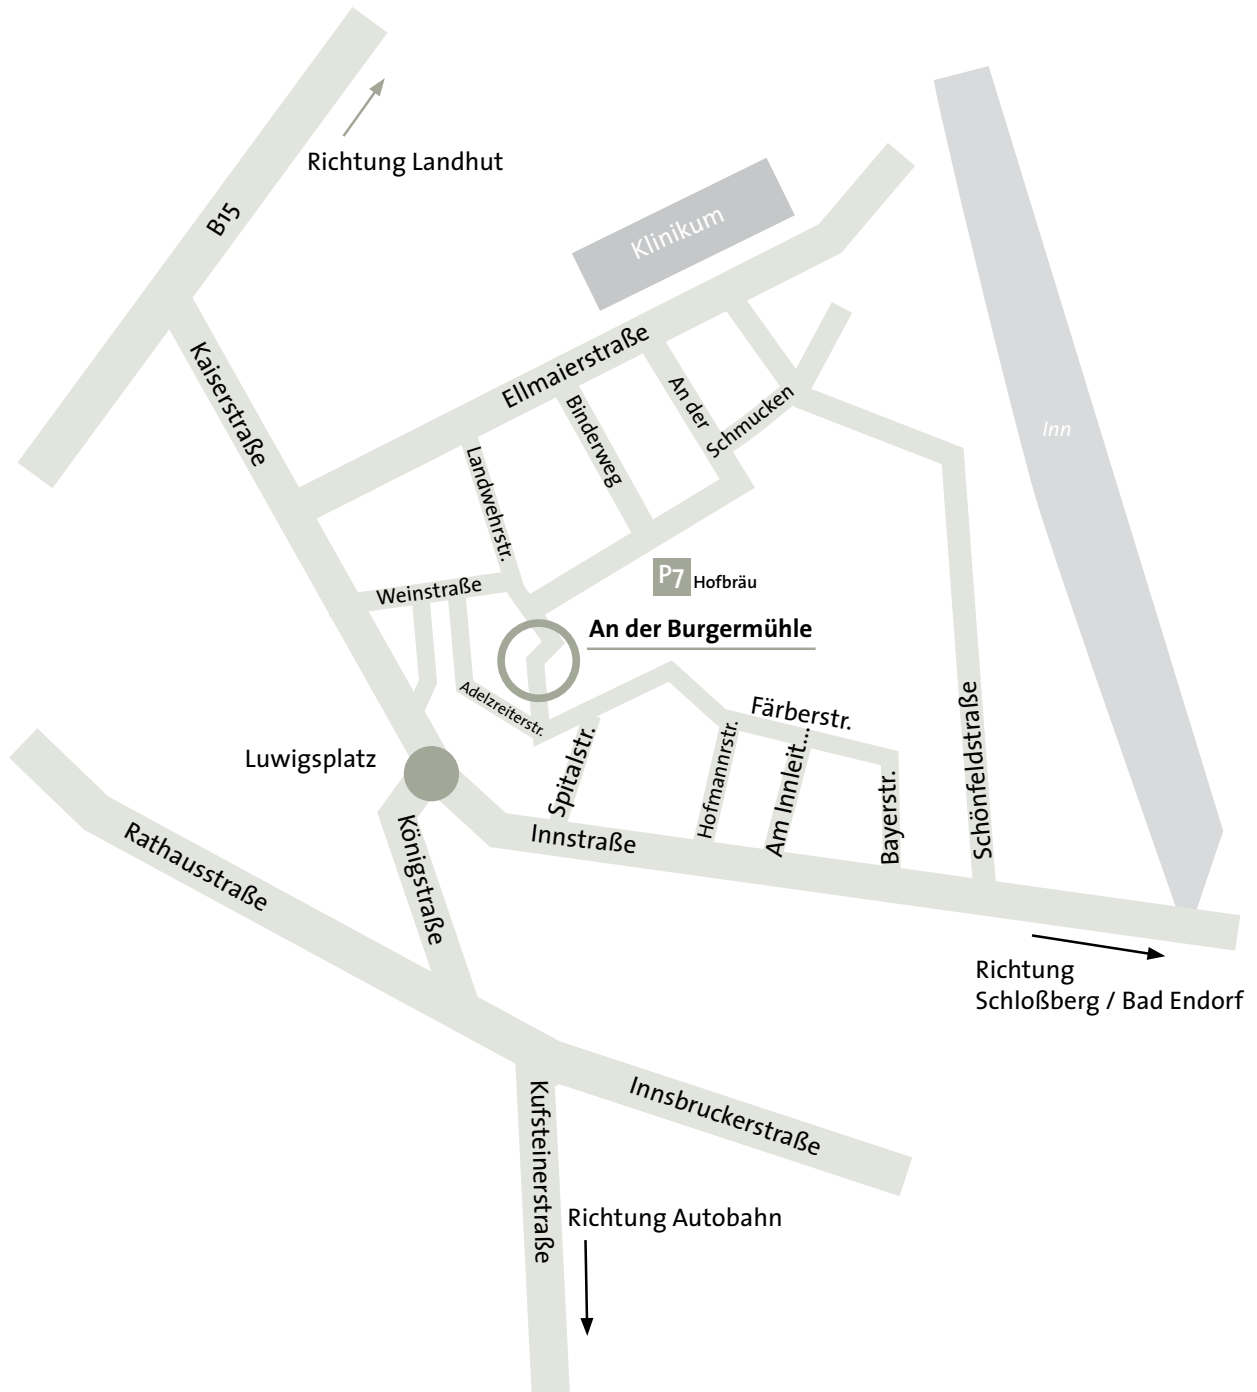 Richtung Landhut
B15
Klinikum
Kaiserstraße
Ellmaierstraße
Binderweg
An der
Schmucken
Inn
Landwehrstr.
P7 Hofbräu
Weinstraße
An der Burgermühle
Adelzreiterstr.
Färberstr.
Luwigsplatz
Spitalstr.
Hofmannrstr.
Am Innleit...
Bayerstr.
Schönfeldstraße
Innstraße
Königstraße
Rathausstraße
Richtung
Schloßberg / Bad Endorf
Innsbruckerstraße
Kufsteinerstraße
Richtung Autobahn